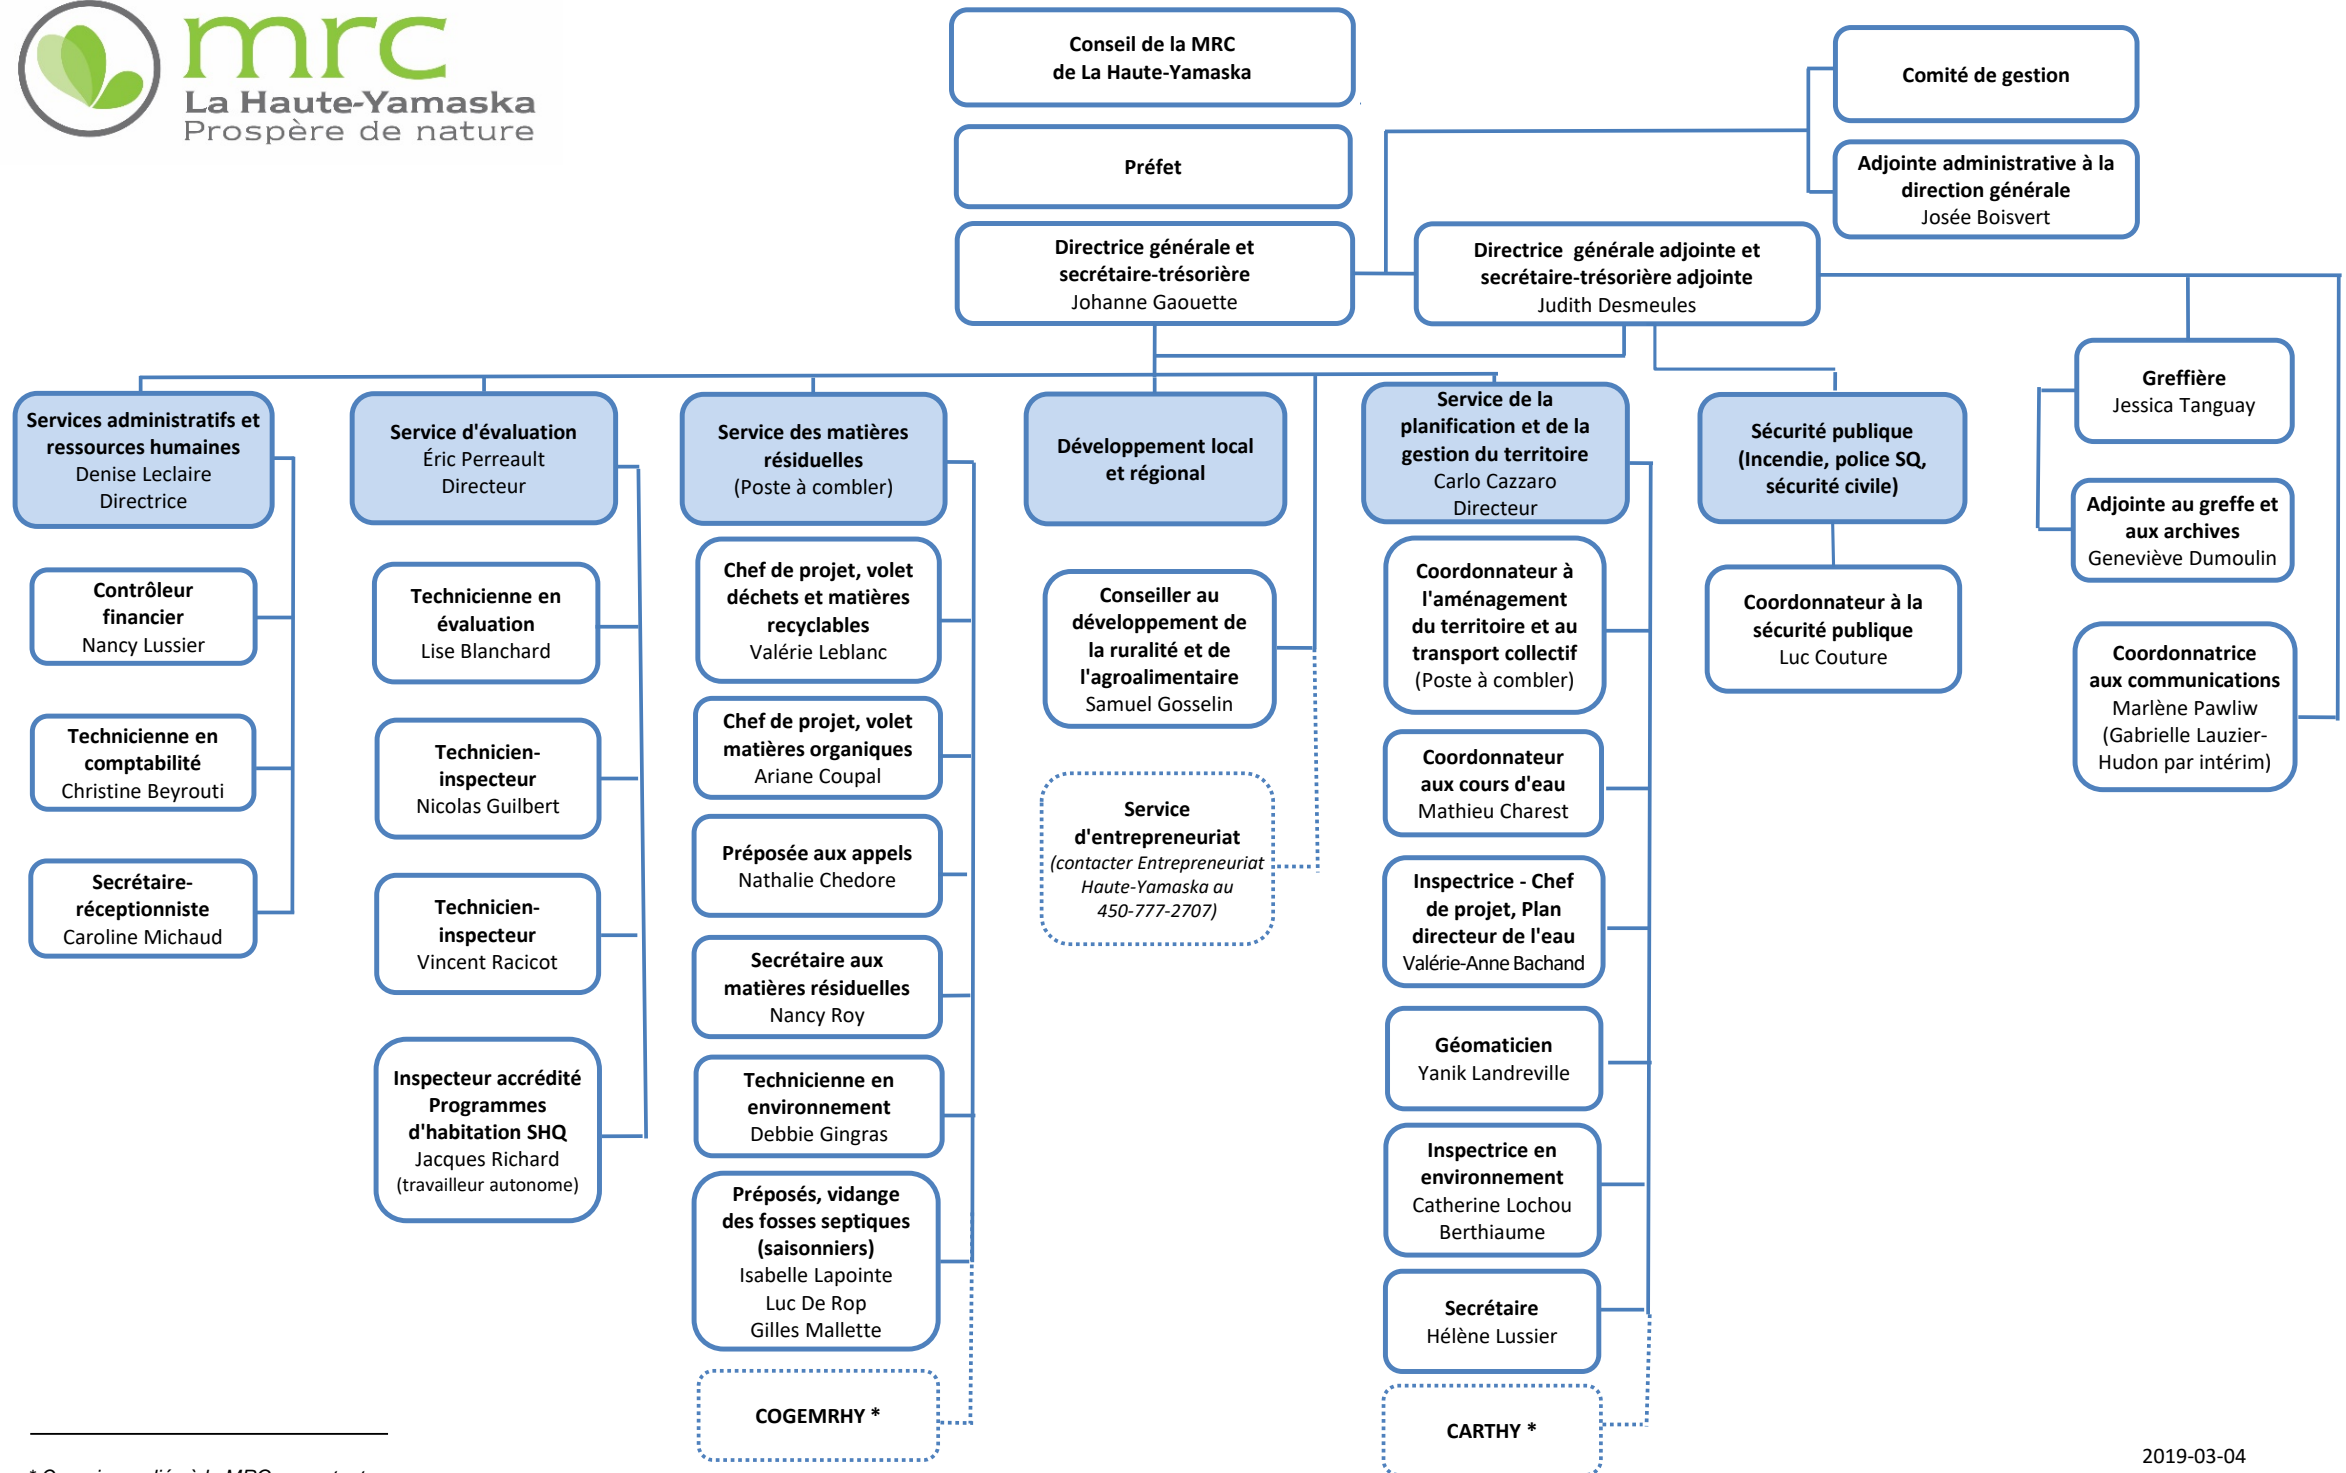 mrc
La Haute-Yamaska
Prospère de nature
Conseil de la MRC
de La Haute-Yamaska
Préfet
Directrice générale et
secrétaire-trésorière
Johanne Gaouette
Directrice générale adjointe et
secrétaire-trésorière adjointe
Judith Desmeules
Comité de gestion
Adjointe administrative à la
direction générale
Josée Boisvert
Services administratifs et
ressources humaines
Denise Leclaire
Directrice
Contrôleur
financier
Nancy Lussier
Technicienne en
comptabilité
Christine Beyrouti
Secrétaire-
réceptionniste
Caroline Michaud
Service d'évaluation
Éric Perreault
Directeur
Technicienne en
évaluation
Lise Blanchard
Technicien-
inspecteur
Nicolas Guilbert
Technicien-
inspecteur
Vincent Racicot
Inspecteur accrédité
Programmes
d'habitation SHQ
Jacques Richard
(travailleur autonome)
Service des matières
résiduelles
(Poste à combler)
Chef de projet, volet
déchets et matières
recyclables
Valérie Leblanc
Chef de projet, volet
matières organiques
Ariane Coupal
Préposée aux appels
Nathalie Chedore
Secrétaire aux
matières résiduelles
Nancy Roy
Technicienne en
environnement
Debbie Gingras
Préposés, vidange
des fosses septiques
(saisonniers)
Isabelle Lapointe
Luc De Rop
Gilles Mallette
COGEMRHY *
Développement local
et régional
Conseiller au
développement de
la ruralité et de
l'agroalimentaire
Samuel Gosselin
Service
d'entrepreneuriat
(contacter Entrepreneuriat
Haute-Yamaska au
450-777-2707)
Service de la
planification et de la
gestion du territoire
Carlo Cazzaro
Directeur
Coordonnateur à
l'aménagement
du territoire et au
transport collectif
(Poste à combler)
Coordonnateur
aux cours d'eau
Mathieu Charest
Inspectrice - Chef
de projet, Plan
directeur de l'eau
Valérie-Anne Bachand
Géomaticien
Yanik Landreville
Inspectrice en
environnement
Catherine Lochou
Berthiaume
Secrétaire
Hélène Lussier
CARTHY *
Sécurité publique
(Incendie, police SQ,
sécurité civile)
Coordonnateur à la
sécurité publique
Luc Couture
Greffière
Jessica Tanguay
Adjointe au greffe et
aux archives
Geneviève Dumoulin
Coordonnatrice
aux communications
Marlène Pawliw
(Gabrielle Lauzier-
Hudon par intérim)
2019-03-04